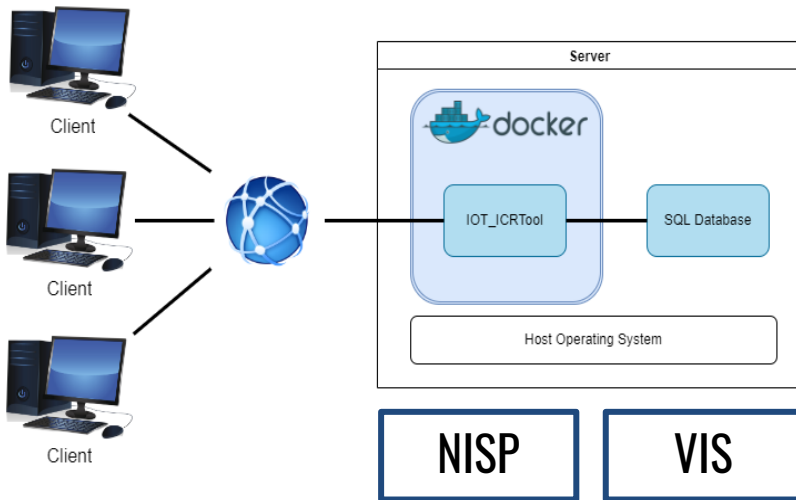 Client
Client
Client
Server
docker
IOT_ICRTool
SQL Database
Host Operating System
NISP
VIS